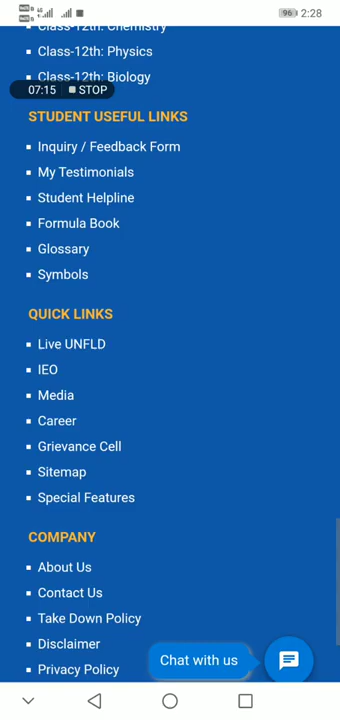 96 2:28
Class-12th: Chemistry
Class-12th: Physics
Class-12th: Biology
07:15 STOP
STUDENT USEFUL LINKS
Inquiry / Feedback Form
My Testimonials
Student Helpline
Formula Book
Glossary
Symbols
QUICK LINKS
Live UNFLD
IEO
Media
Career
Grievance Cell
Sitemap
Special Features
COMPANY
About Us
Contact Us
Take Down Policy
Disclaimer
Chat with us
Privacy Policy